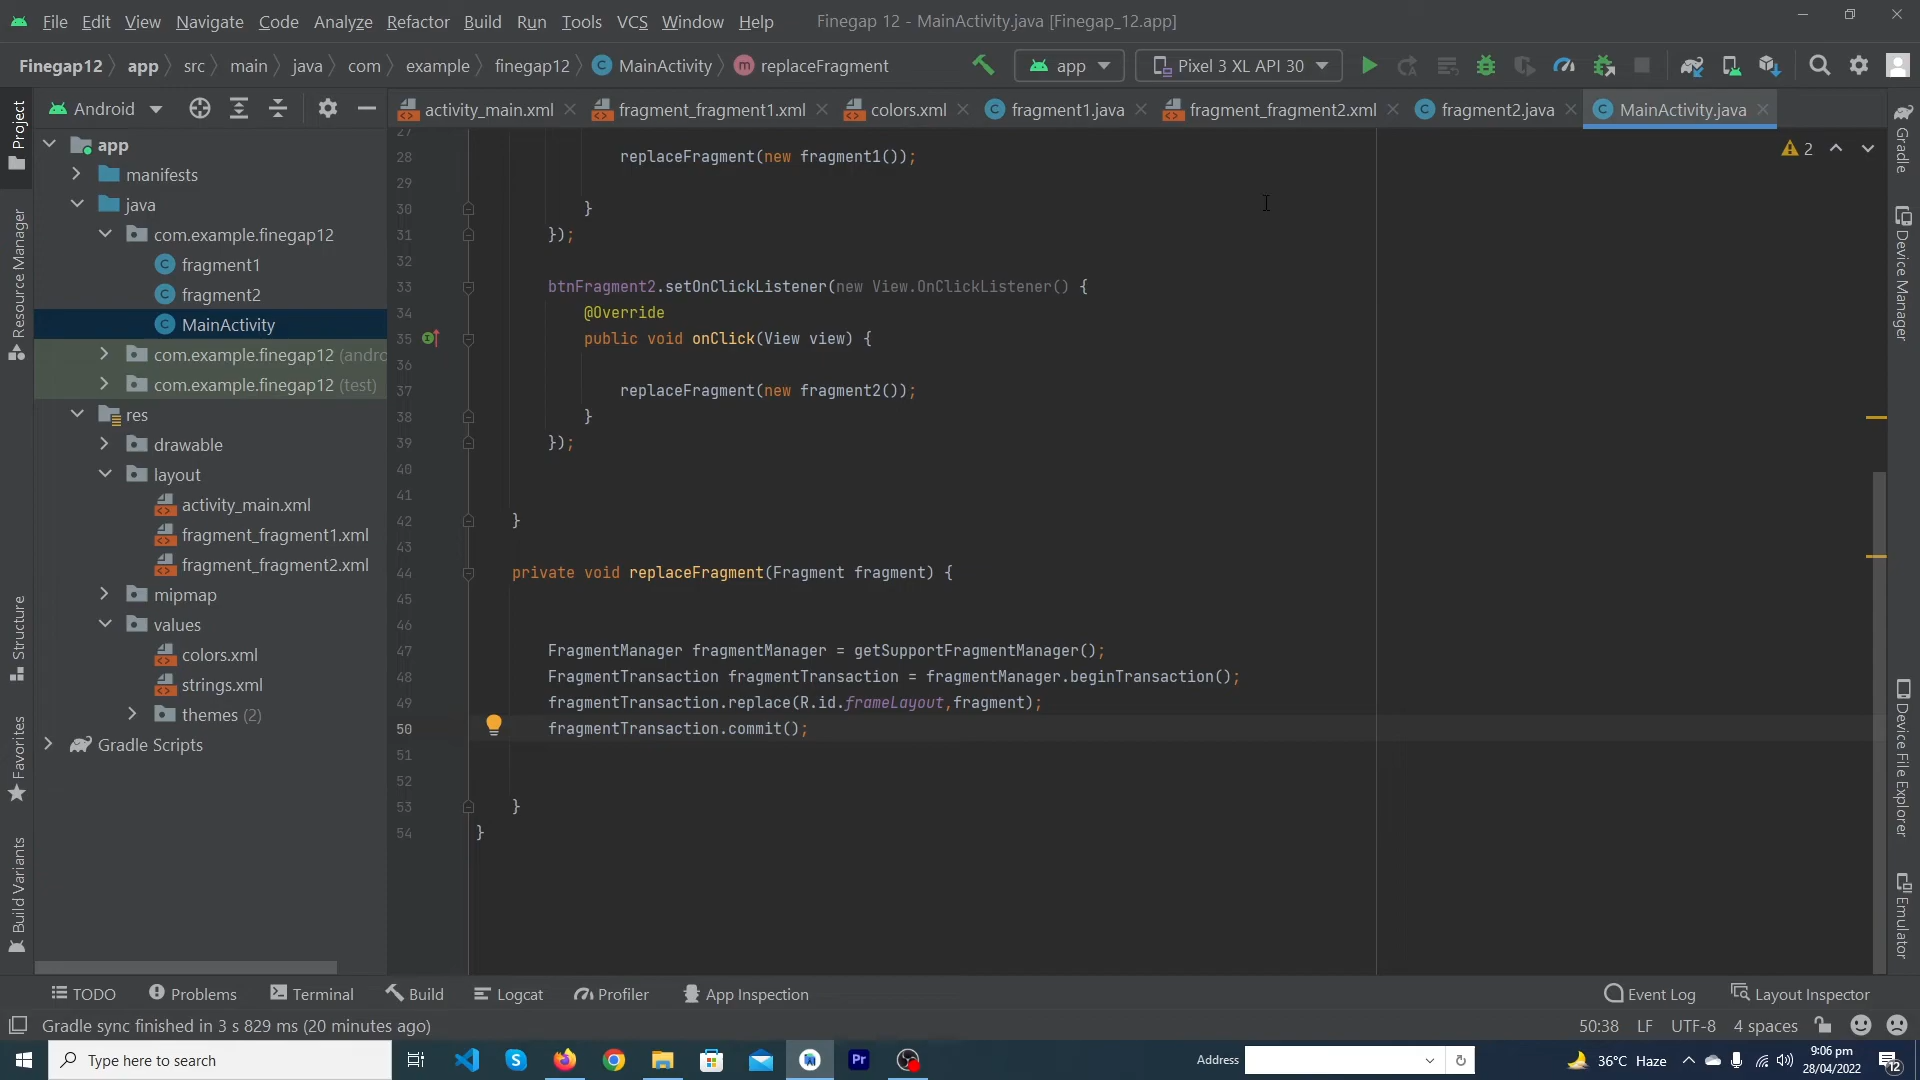 File Edit View Navigate Code Analyze Refactor Build Run Tools VCS Window Help Finegap 12 - MainActivity.java [Finegap_12.app]
Finegap12 app src main java com example finegap12 MainActivity replaceFragment app Pixel 3 XL API 30
Android activity_main.xml fragment_fragment1.xml colors.xml fragment1.java fragment_fragment2.xml fragment2.java MainActivity.java
Project
Resource Manager
Structure
Favorites
Build Variants
app
manifests
java
com.example.finegap12
fragment1
fragment2
MainActivity
com.example.finegap12 (andro
com.example.finegap12 (test)
res
drawable
layout
activity_main.xml
fragment_fragment1.xml
fragment_fragment2.xml
mipmap
values
colors.xml
strings.xml
themes (2)
Gradle Scripts
2
27
28 replaceFragment(new fragment1());
29
30 }
31 });
32
33 btnFragment2.setOnClickListener(new View.OnClickListener() {
34 @Override
35 public void onClick(View view) {
36
37 replaceFragment(new fragment2());
38 }
39 });
40
41
42 }
43
44 private void replaceFragment(Fragment fragment) {
45
46
47 FragmentManager fragmentManager = getSupportFragmentManager();
48 FragmentTransaction fragmentTransaction = fragmentManager.beginTransaction();
49 fragmentTransaction.replace(R.id.frameLayout,fragment);
50 fragmentTransaction.commit();
51
52
53 }
54 }
Gradle
Device Manager
Device File Explorer
Emulator
TODO Problems Terminal Build Logcat Profiler App Inspection Event Log Layout Inspector
Gradle sync finished in 3 s 829 ms (20 minutes ago) 50:38 LF UTF-8 4 spaces
Type here to search Pr Address 36°C Haze 9:06 pm
28/04/2022 12